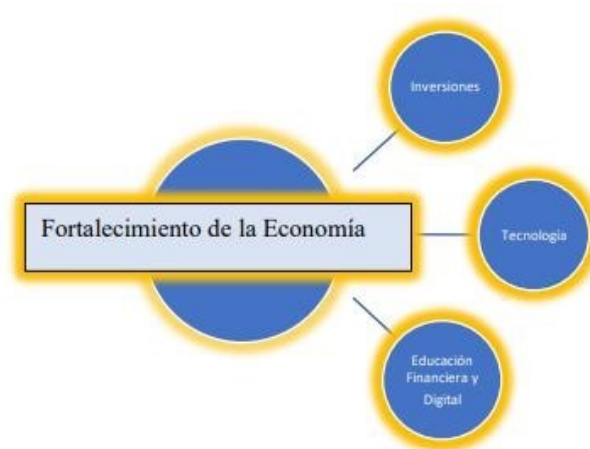 Inversiones
Fortalecimiento de la Economía
Tecnología
Educación
Financiera y
Digital